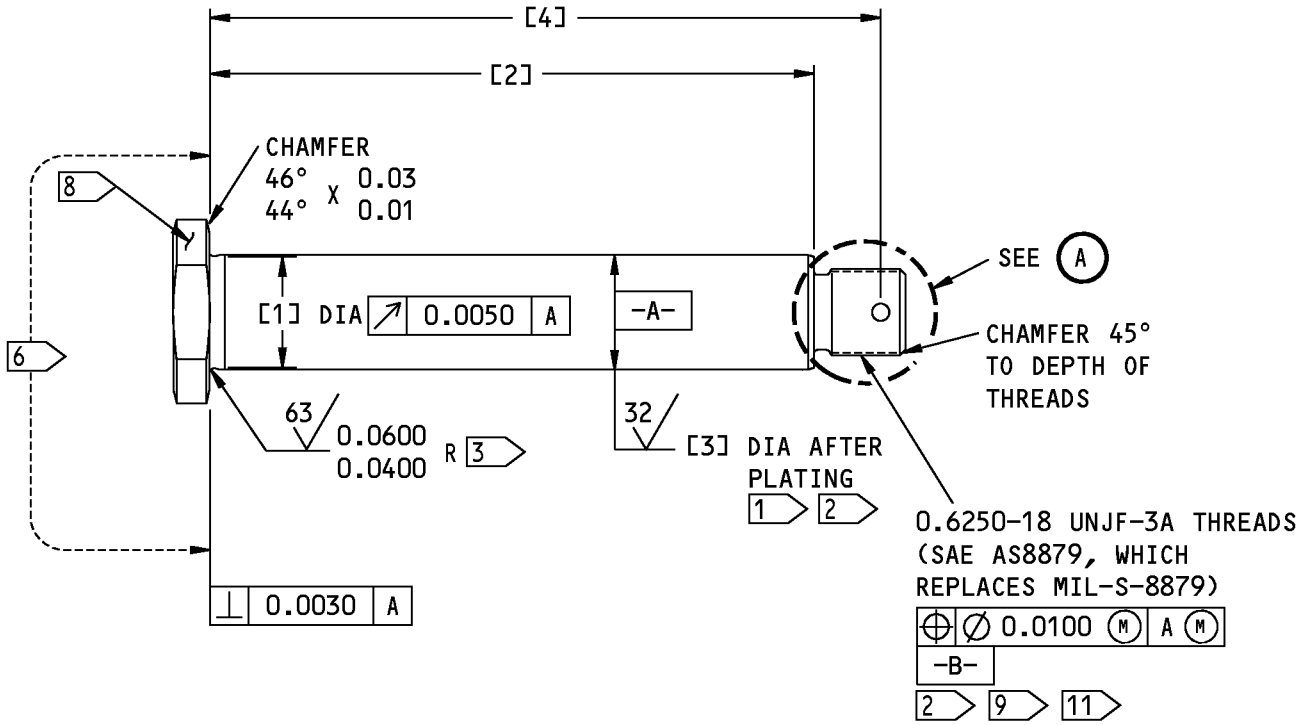 [4]
[2]
CHAMFER
46° X 0.03
44° 0.01
8
SEE A
[1] DIA 0.0050 A
-A-
CHAMFER 45°
TO DEPTH OF
THREADS
6
63
0.0600
0.0400 R 3
32
[3] DIA AFTER
PLATING
1 2
0.6250-18 UNJF-3A THREADS
(SAE AS8879, WHICH
REPLACES MIL-S-8879)
⊥ 0.0030 A
⌖ ⌀ 0.0100 Ⓜ A Ⓜ
-B-
2 9 11